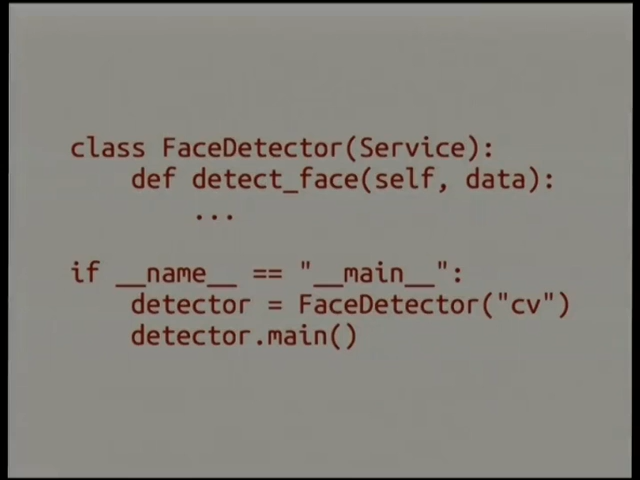 class FaceDetector(Service):
    def detect_face(self, data):
        ...
if __name__ == "__main__":
    detector = FaceDetector("cv")
    detector.main()